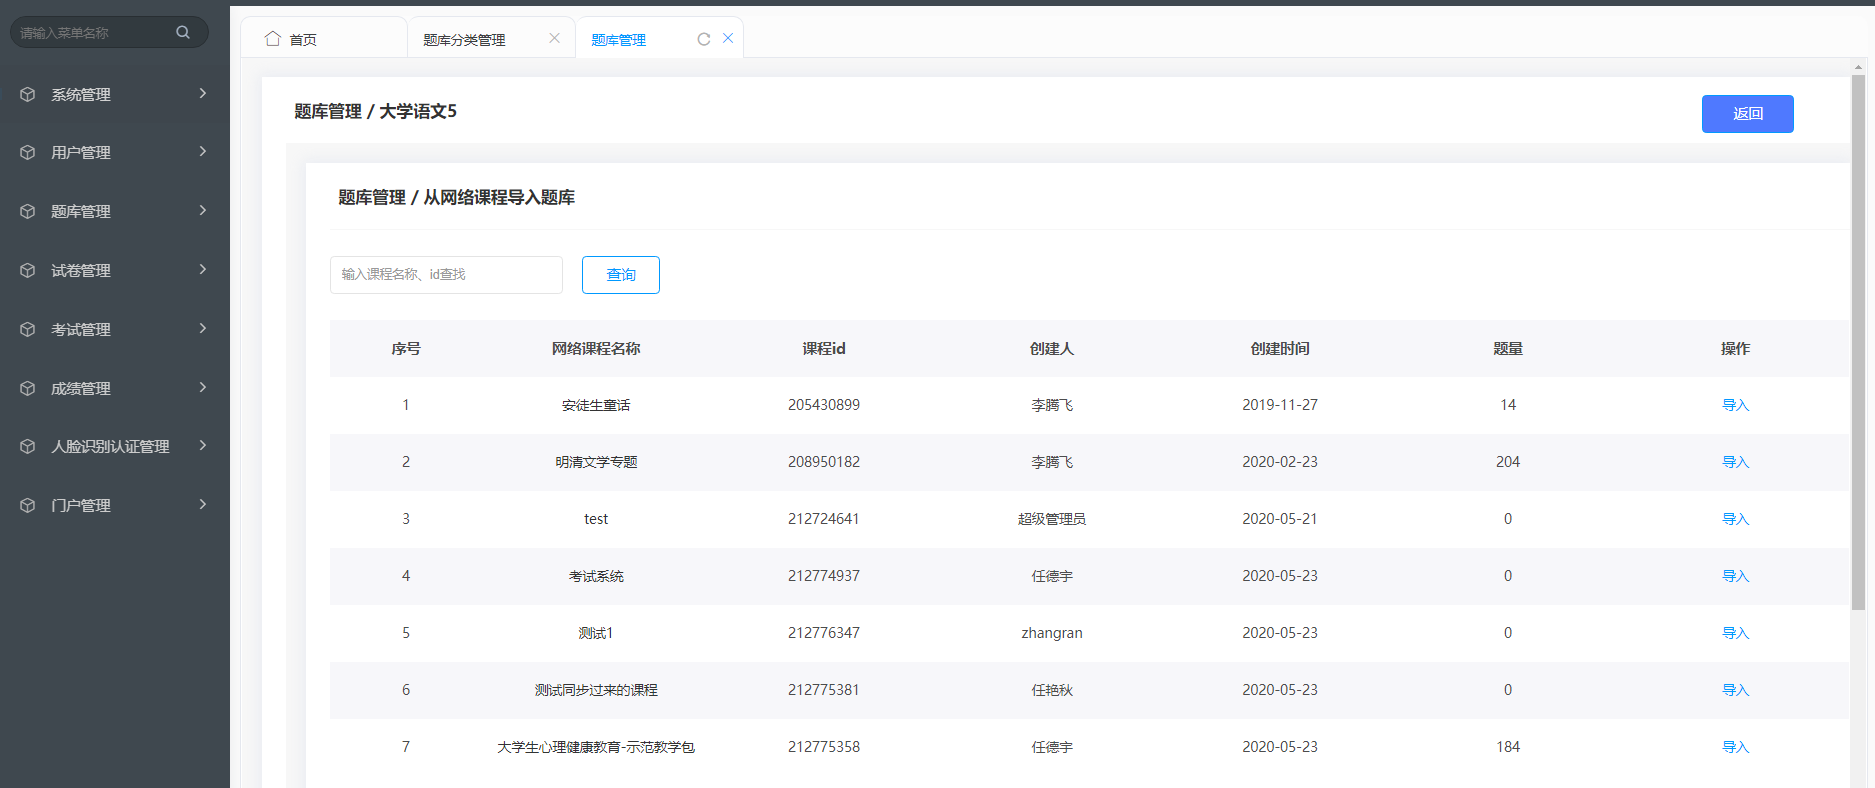 请输入菜单名称
系统管理
用户管理
题库管理
试卷管理
考试管理
成绩管理
人脸识别认证管理
门户管理
首页 题库分类管理 题库管理
题库管理 / 大学语文5 返回
题库管理 / 从网络课程导入题库
输入课程名称、id查找 查询
序号 网络课程名称 课程id 创建人 创建时间 题量 操作
1 安徒生童话 205430899 李腾飞 2019-11-27 14 导入
2 明清文学专题 208950182 李腾飞 2020-02-23 204 导入
3 test 212724641 超级管理员 2020-05-21 0 导入
4 考试系统 212774937 任德宇 2020-05-23 0 导入
5 测试1 212776347 zhangran 2020-05-23 0 导入
6 测试同步过来的课程 212775381 任艳秋 2020-05-23 0 导入
7 大学生心理健康教育-示范教学包 212775358 任德宇 2020-05-23 184 导入